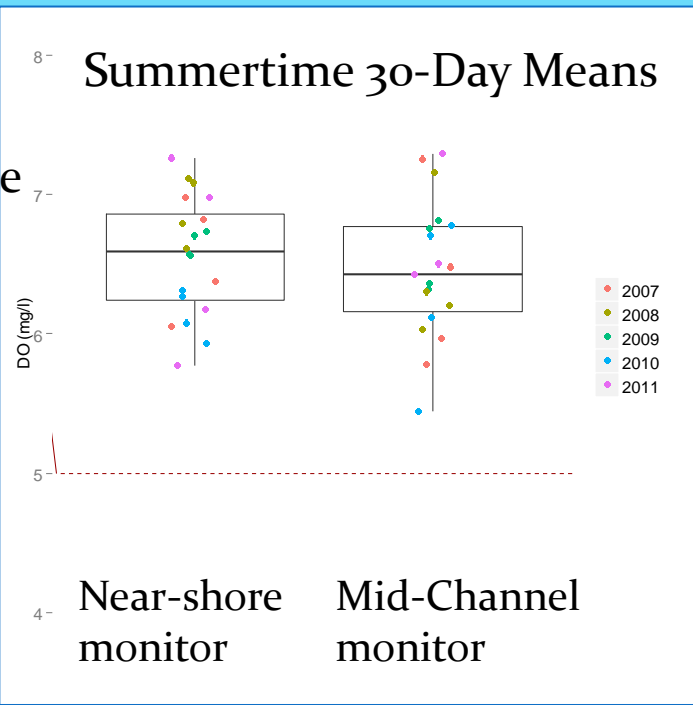 Summertime 30-Day Means
e
8
7
6
5
4
DO (mg/l)
2007
2008
2009
2010
2011
Near-shore
monitor
Mid-Channel
monitor